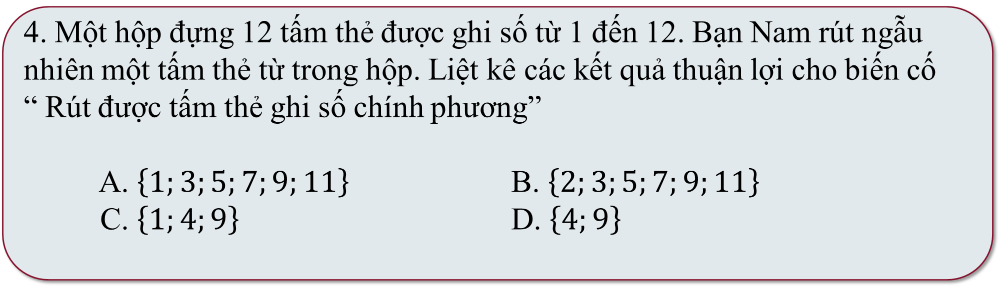 4. Một hộp đựng 12 tấm thẻ được ghi số từ 1 đến 12. Bạn Nam rút ngẫu
nhiên một tấm thẻ từ trong hộp. Liệt kê các kết quả thuận lợi cho biến cố
“ Rút được tấm thẻ ghi số chính phương”
A. {1; 3; 5; 7; 9; 11} B. {2; 3; 5; 7; 9; 11}
C. {1; 4; 9} D. {4; 9}